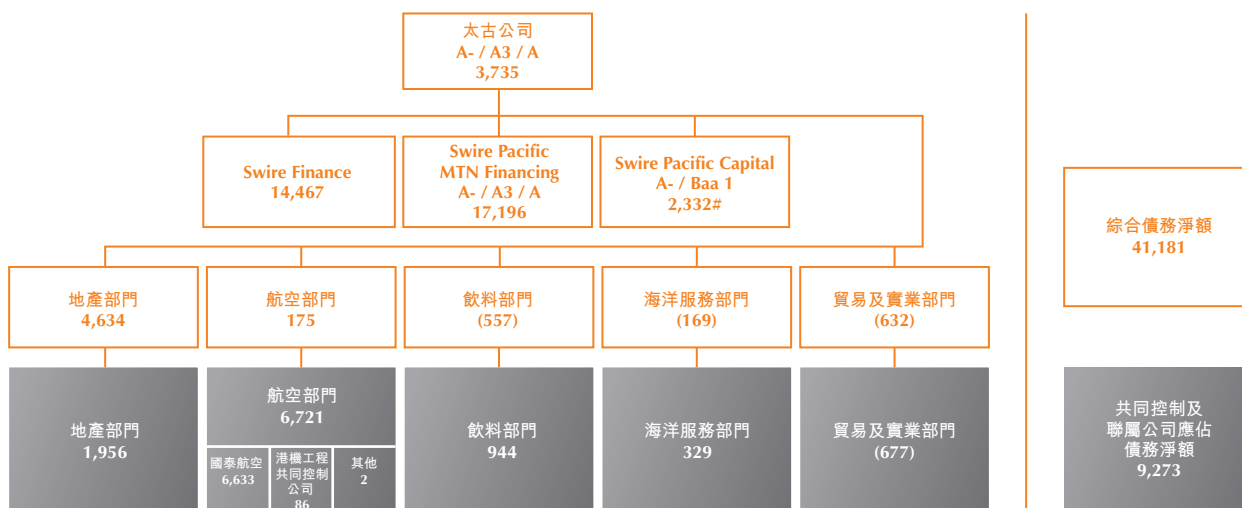 太古公司
A- / A3 / A
3,735
Swire Finance
14,467
Swire Pacific
MTN Financing
A- / A3 / A
17,196
Swire Pacific Capital
A- / Baa 1
2,332#
綜合債務淨額
41,181
地產部門
4,634
航空部門
175
飲料部門
(557)
海洋服務部門
(169)
貿易及實業部門
(632)
地產部門
1,956
航空部門
6,721
國泰航空
6,633
港機工程
共同控制
公司
86
其他
2
飲料部門
944
海洋服務部門
329
貿易及實業部門
(677)
共同控制及
聯屬公司應佔
債務淨額
9,273